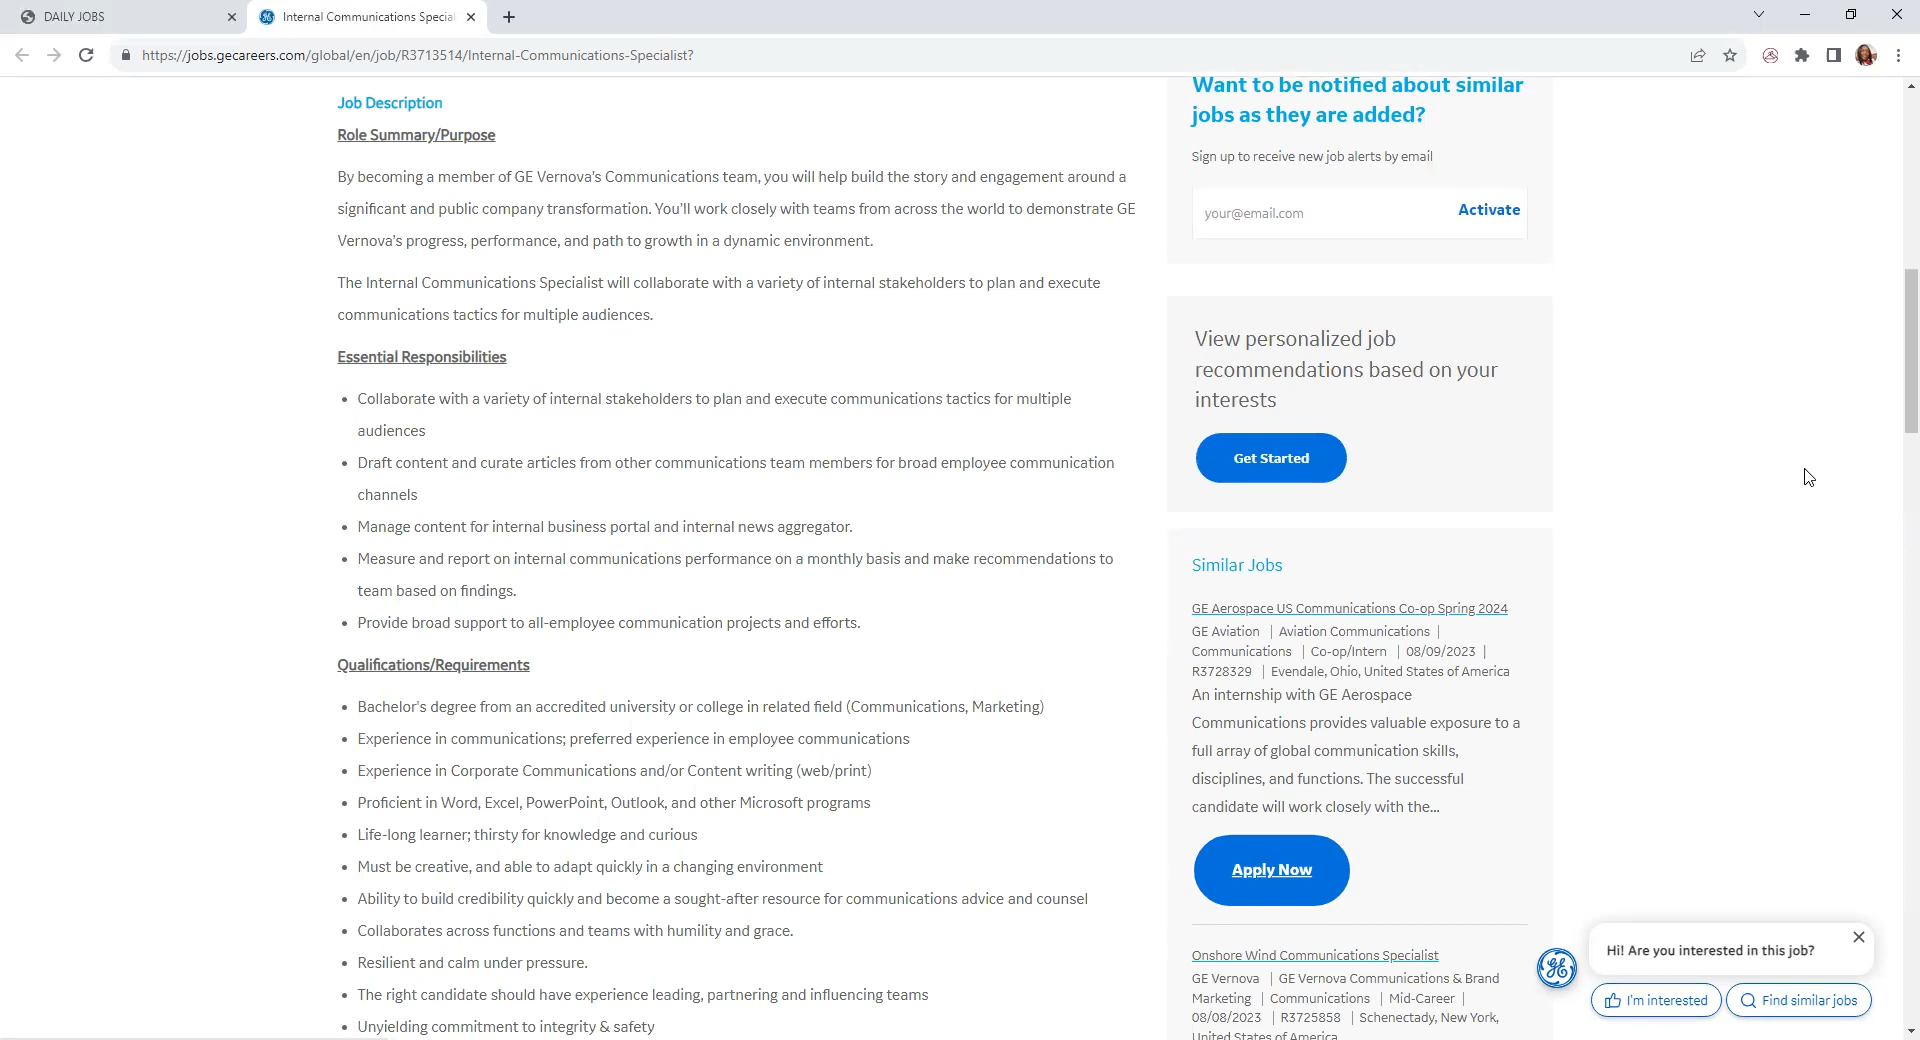 DAILY JOBS
Internal Communications Special
https://jobs.gecareers.com/global/en/job/R3713514/Internal-Communications-Specialist?
Job Description
Role Summary/Purpose
By becoming a member of GE Vernova’s Communications team, you will help build the story and engagement around a
significant and public company transformation. You’ll work closely with teams from across the world to demonstrate GE
Vernova’s progress, performance, and path to growth in a dynamic environment.
The Internal Communications Specialist will collaborate with a variety of internal stakeholders to plan and execute
communications tactics for multiple audiences.
Essential Responsibilities
• Collaborate with a variety of internal stakeholders to plan and execute communications tactics for multiple
audiences
• Draft content and curate articles from other communications team members for broad employee communication
channels
• Manage content for internal business portal and internal news aggregator.
• Measure and report on internal communications performance on a monthly basis and make recommendations to
team based on findings.
• Provide broad support to all-employee communication projects and efforts.
Qualifications/Requirements
• Bachelor's degree from an accredited university or college in related field (Communications, Marketing)
• Experience in communications; preferred experience in employee communications
• Experience in Corporate Communications and/or Content writing (web/print)
• Proficient in Word, Excel, PowerPoint, Outlook, and other Microsoft programs
• Life-long learner; thirsty for knowledge and curious
• Must be creative, and able to adapt quickly in a changing environment
• Ability to build credibility quickly and become a sought-after resource for communications advice and counsel
• Collaborates across functions and teams with humility and grace.
• Resilient and calm under pressure.
• The right candidate should have experience leading, partnering and influencing teams
• Unyielding commitment to integrity & safety
Want to be notified about similar
jobs as they are added?
Sign up to receive new job alerts by email
your@email.com
Activate
View personalized job
recommendations based on your
interests
Get Started
Similar Jobs
GE Aerospace US Communications Co-op Spring 2024
GE Aviation | Aviation Communications |
Communications | Co-op/Intern | 08/09/2023 |
R3728329 | Evendale, Ohio, United States of America
An internship with GE Aerospace
Communications provides valuable exposure to a
full array of global communication skills,
disciplines, and functions. The successful
candidate will work closely with the...
Apply Now
Onshore Wind Communications Specialist
GE Vernova | GE Vernova Communications & Brand
Marketing | Communications | Mid-Career |
08/08/2023 | R3725858 | Schenectady, New York,
United States of America
Hi! Are you interested in this job?
I'm interested
Find similar jobs